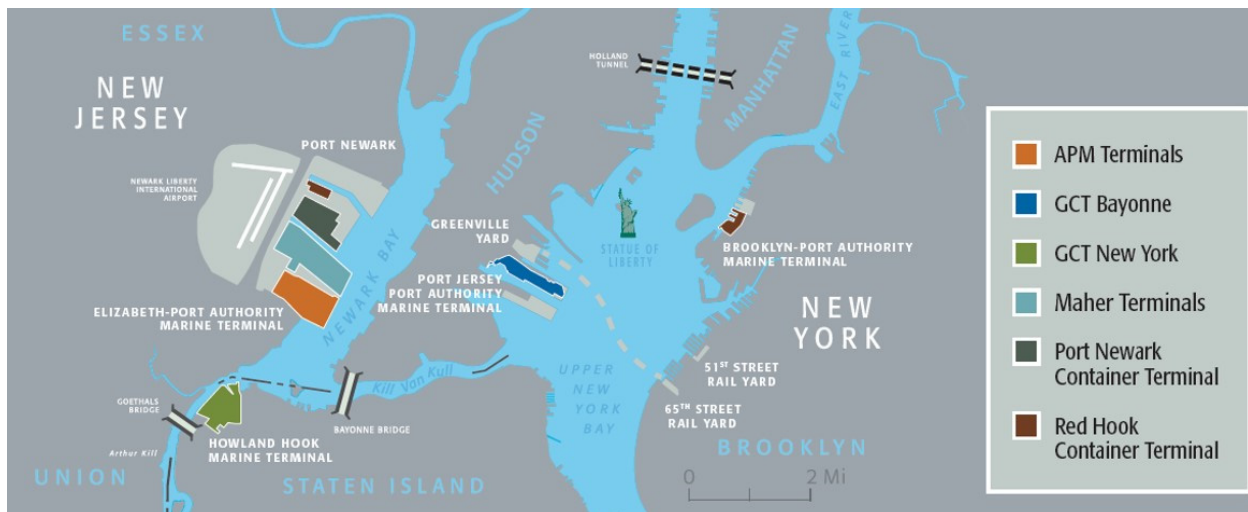 ESSEX
NEW
JERSEY
PORT NEWARK
NEWARK LIBERTY
INTERNATIONAL
AIRPORT
HOLLAND
TUNNEL
MANHATTAN
EAST RIVER
HUDSON
GREENVILLE
YARD
STATUE OF
LIBERTY
BROOKLYN-PORT AUTHORITY
MARINE TERMINAL
PORT JERSEY
PORT AUTHORITY
MARINE TERMINAL
ELIZABETH-PORT AUTHORITY
MARINE TERMINAL
NEWARK BAY
NEW
YORK
51ST STREET
RAIL YARD
65TH STREET
RAIL YARD
UPPER
NEW
YORK
BAY
Kill Van Kull
GOETHALS
BRIDGE
BAYONNE BRIDGE
HOWLAND HOOK
MARINE TERMINAL
Arthur Kill
UNION
STATEN ISLAND
BROOKLYN
0 2 Mi
APM Terminals
GCT Bayonne
GCT New York
Maher Terminals
Port Newark
Container Terminal
Red Hook
Container Terminal